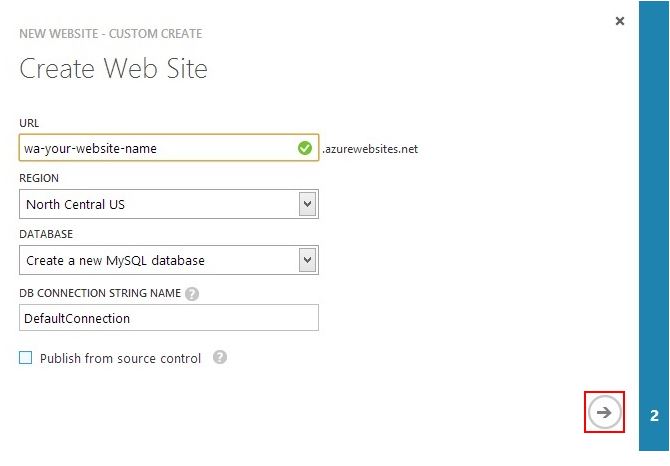 NEW WEBSITE - CUSTOM CREATE
Create Web Site
URL
wa-your-website-name .azurewebsites.net
REGION
North Central US
DATABASE
Create a new MySQL database
DB CONNECTION STRING NAME ?
DefaultConnection
Publish from source control ?
2